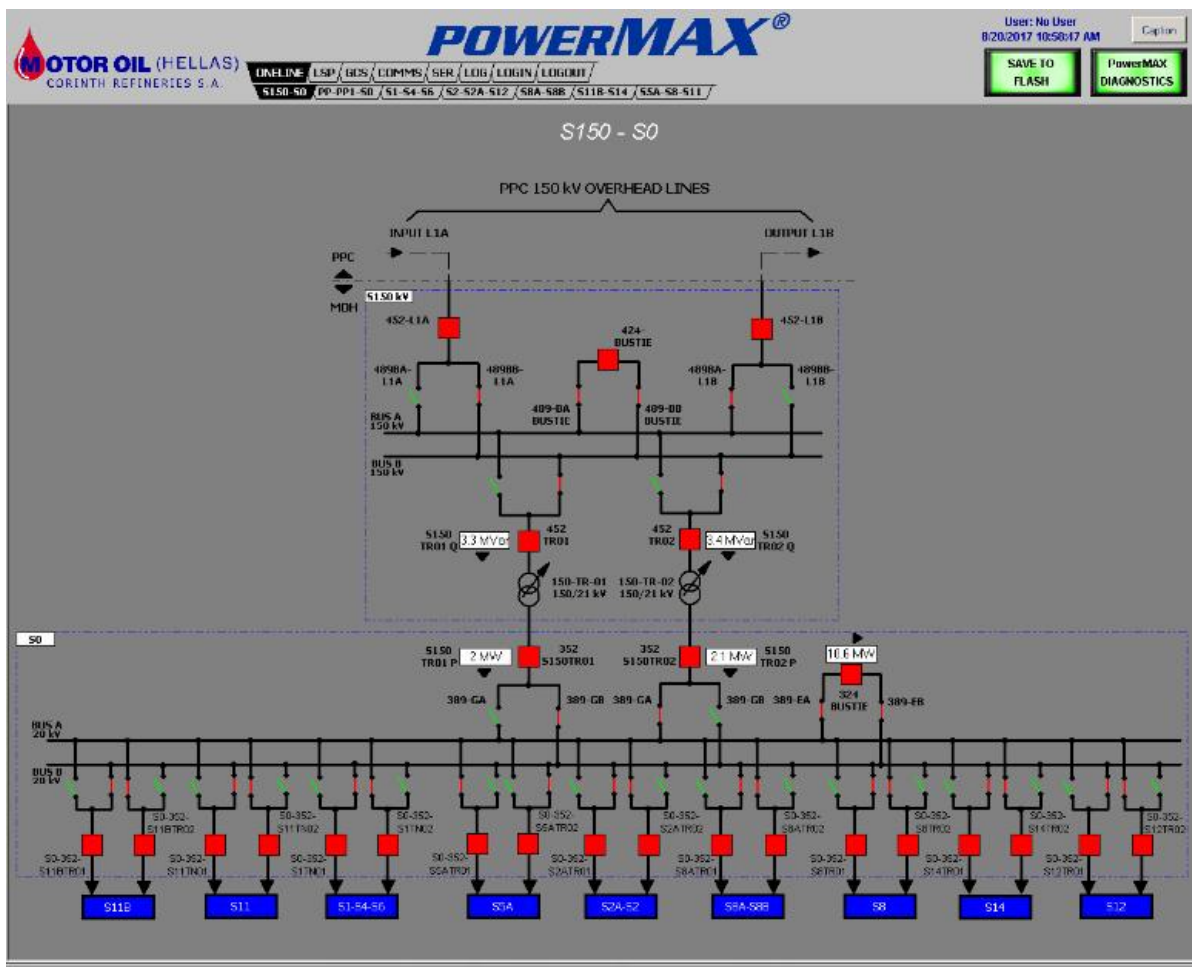 MOTOR OIL (HELLAS)
CORINTH REFINERIES S.A.
POWERMAX®
User: No User
8/20/2017 10:58:47 AM
Caption
SAVE TO
FLASH
PowerMAX
DIAGNOSTICS
ONELINE LSP GCS COMMS SER LOG LOGIN LOGOUT
S150-S0 PP-PP1-S0 S1-S4-S6 S2-S2A-S12 S8A-S8B S11B-S14 S5A-S8-S11
S150 - S0
PPC 150 kV OVERHEAD LINES
INPUT L1A
OUTPUT L1B
PPC
MOH
S150 kV
452-L1A
424-
BUSTIE
452-L1B
489BA-
L1A
489BB-
L1A
489BA-
L1B
489BB-
L1B
489-BA
BUSTIE
489-BB
BUSTIE
BUS A
150 kV
BUS B
150 kV
S150
TR01 Q
3.3 MVar
452
TR01
452
TR02
3.4 MVar
S150
TR02 Q
150-TR-01
150/21 kV
150-TR-02
150/21 kV
S0
S150
TR01 P
2 MW
352
S150TR01
352
S150TR02
2.1 MW
S150
TR02 P
10.6 MW
324
BUSTIE
389-GA
389-GB
389-GA
389-GB
389-EA
389-EB
BUS A
20 kV
BUS B
20 kV
S0-352-
S11BTR02
S0-352-
S11TN02
S0-352-
S1TN02
S0-352-
S5ATR02
S0-352-
S2ATR02
S0-352-
S8ATR02
S0-352-
S8TR02
S0-352-
S14TR02
S0-352-
S12TR02
S0-352-
S11BTR01
S0-352-
S11TN01
S0-352-
S1TN01
S0-352-
S5ATR01
S0-352-
S2ATR01
S0-352-
S8ATR01
S0-352-
S8TR01
S0-352-
S14TR01
S0-352-
S12TR01
S11B
S11
S1-S4-S6
S5A
S2A-S2
S8A-S8B
S8
S14
S12